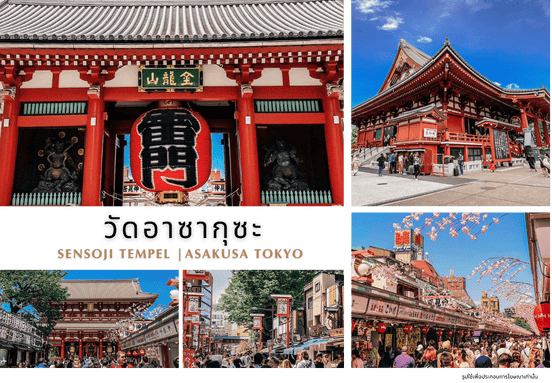 金龍山
雷門
วัดอาซากุซะ
SENSOJI TEMPEL | ASAKUSA TOKYO
รูปใช้เพื่อประกอบการโฆษณาเท่านั้น